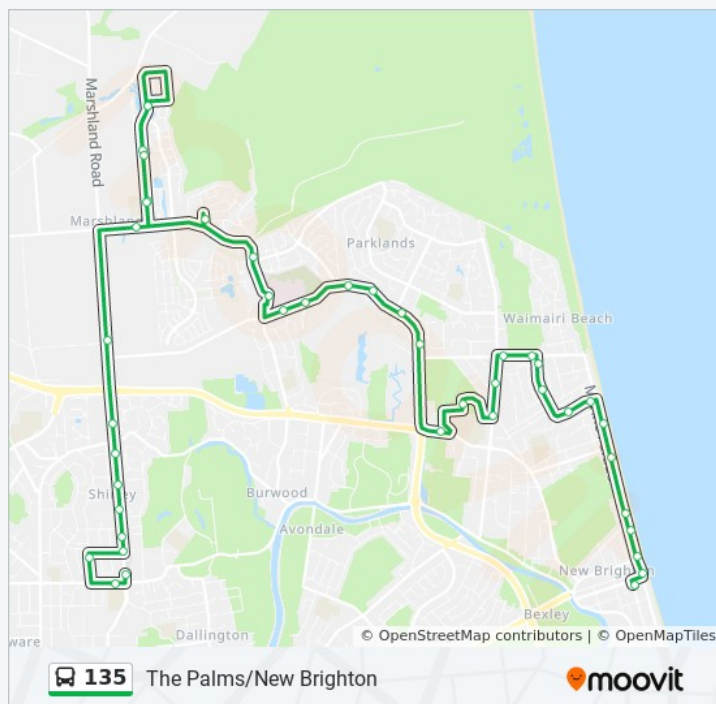 Marshland Road
Marshlan
Parklands
Waimairi Beach
Shirley
Burwood
Avondale
New Brighton
Bexley
ware
Dallington
© OpenStreetMap contributors | © OpenMapTiles
135 The Palms/New Brighton
moovit